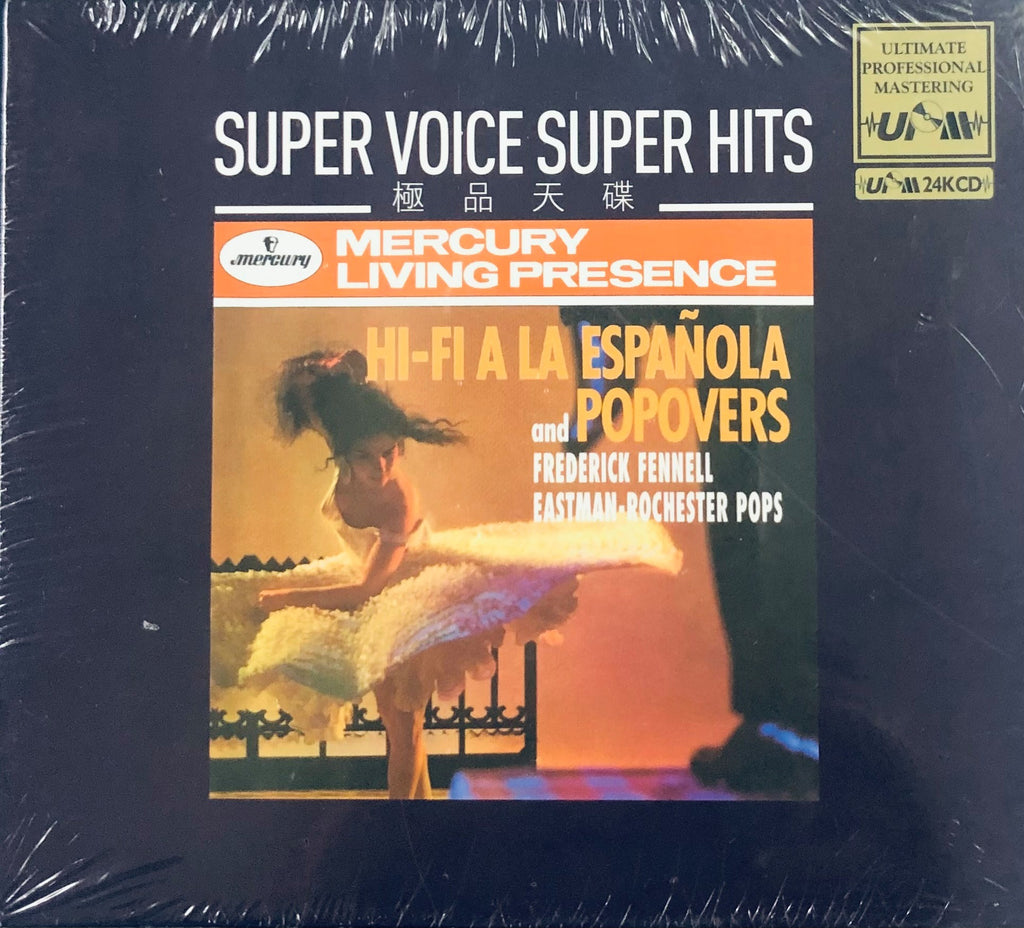 ULTIMATE
PROFESSIONAL
MASTERING
UPM
UPM 24K CD
SUPER VOICE SUPER HITS
極品天碟
mercury
MERCURY
LIVING PRESENCE
HI-FI A LA ESPAÑOLA
and POPOVERS
FREDERICK FENNELL
EASTMAN-ROCHESTER POPS